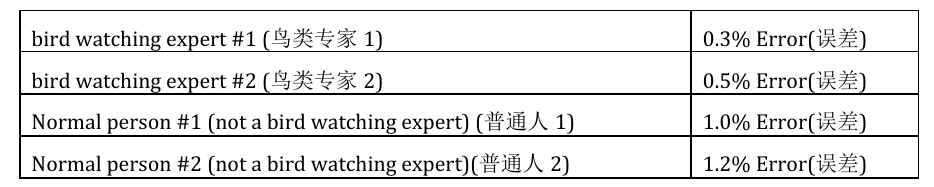 bird watching expert #1 (鸟类专家 1) 0.3% Error(误差)
bird watching expert #2 (鸟类专家 2) 0.5% Error(误差)
Normal person #1 (not a bird watching expert) (普通人 1) 1.0% Error(误差)
Normal person #2 (not a bird watching expert)(普通人 2) 1.2% Error(误差)